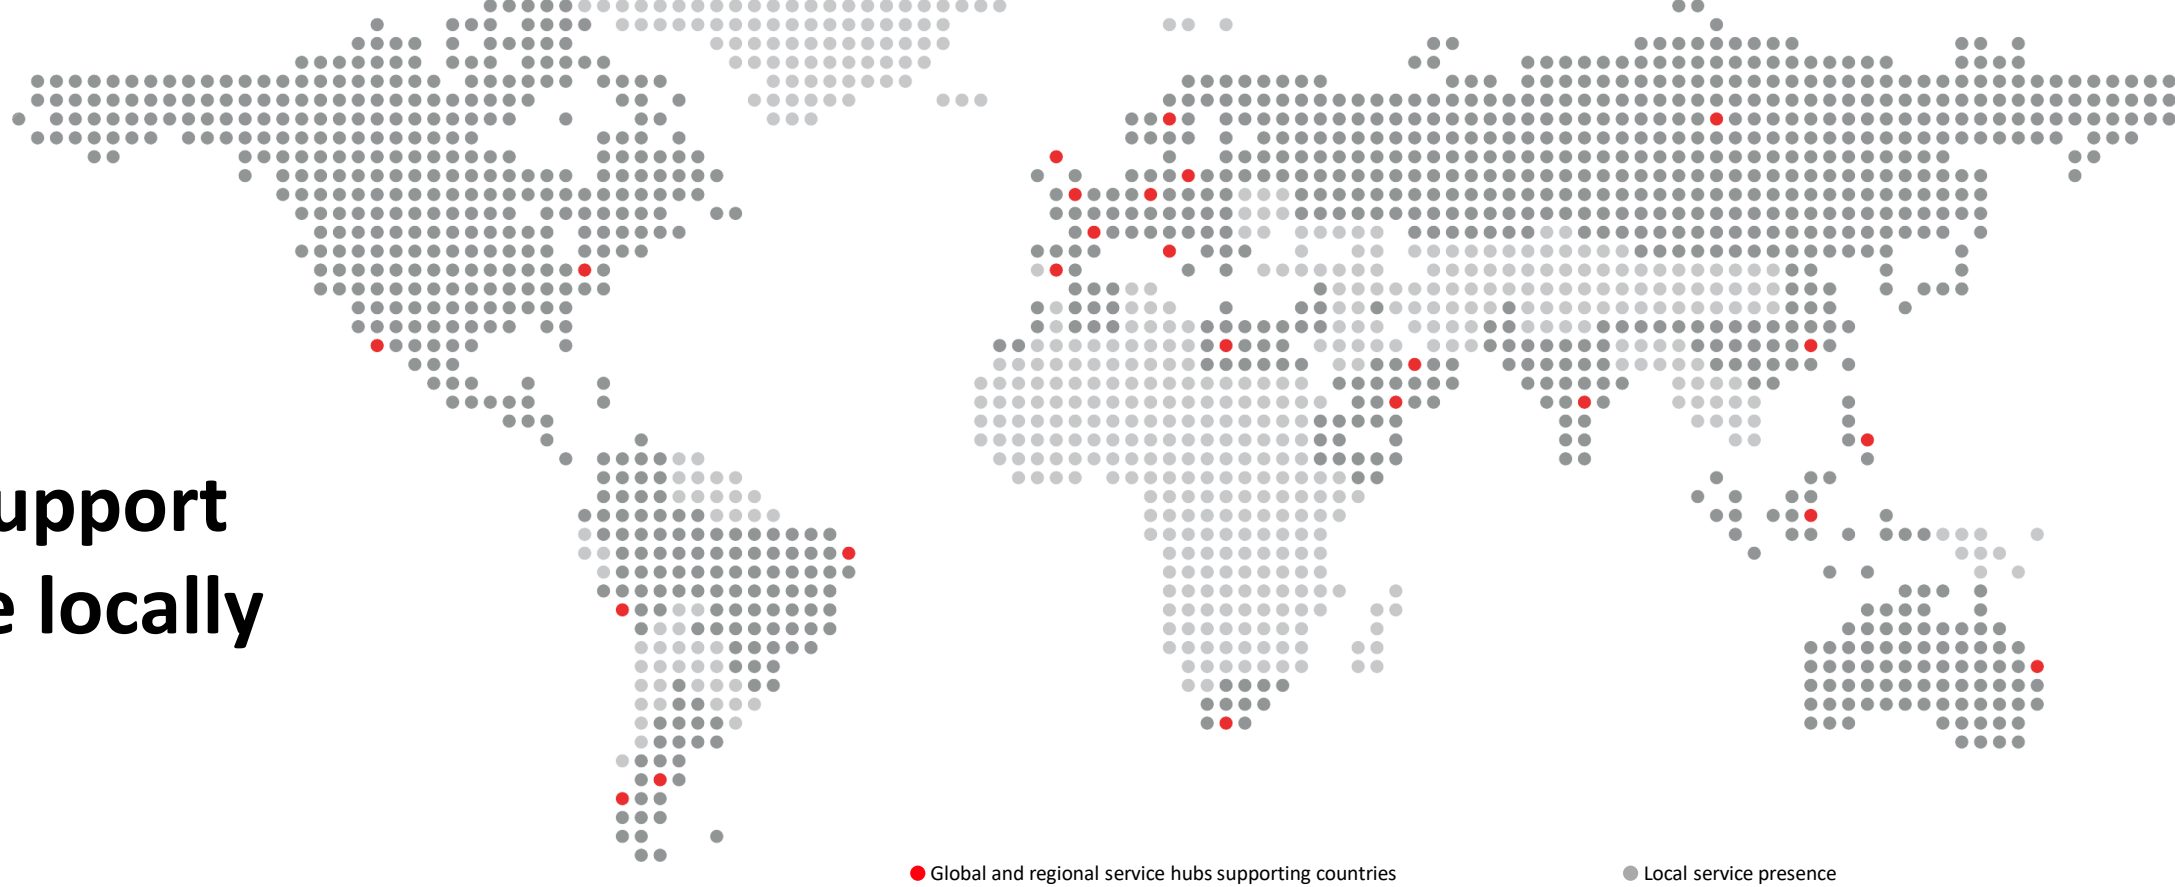 upport
e locally
Global and regional service hubs supporting countries
Local service presence